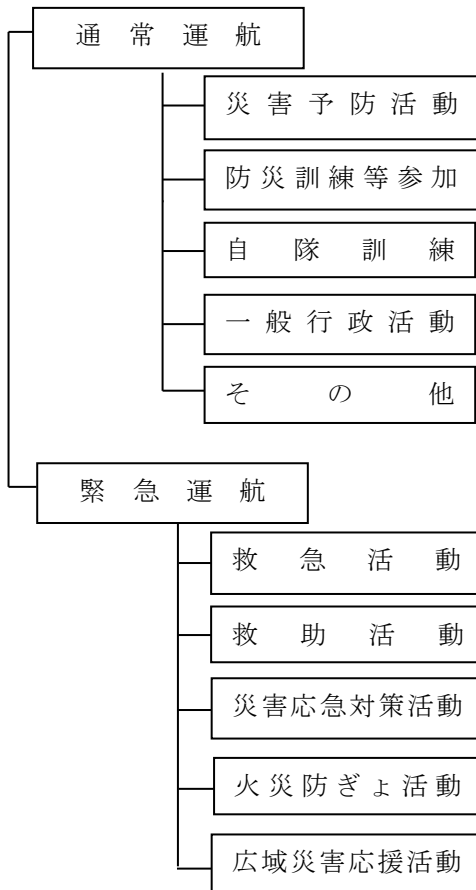 通常運航
災害予防活動
防災訓練等参加
自隊訓練
一般行政活動
その他
緊急運航
救急活動
救助活動
災害応急対策活動
火災防ぎょ活動
広域災害応援活動